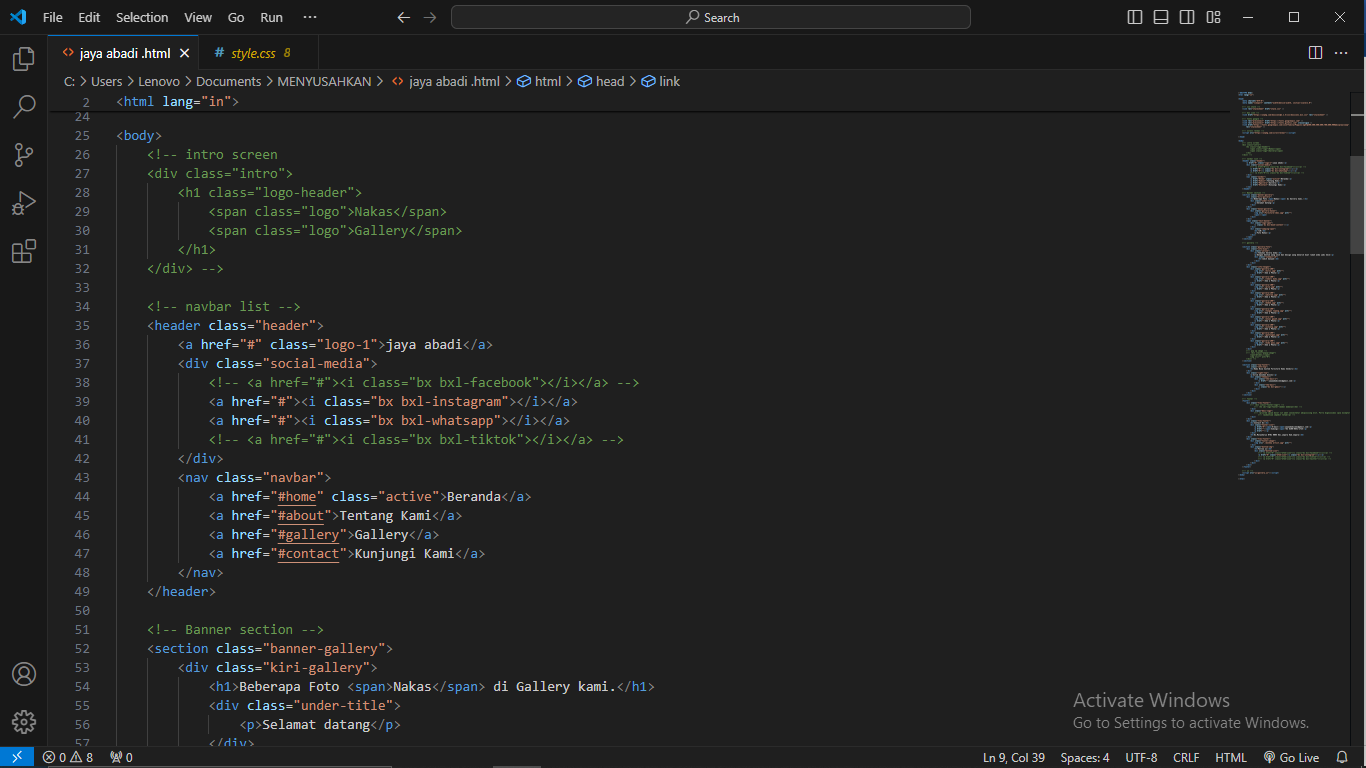 File Edit Selection View Go Run ··· Search
jaya abadi .html style.css 8
C: > Users > Lenovo > Documents > MENYUSAHKAN > jaya abadi .html > html > head > link
2 <html lang="in">
24
25 <body>
26 <!-- intro screen
27 <div class="intro">
28 <h1 class="logo-header">
29 <span class="logo">Nakas</span>
30 <span class="logo">Gallery</span>
31 </h1>
32 </div> -->
33
34 <!-- navbar list -->
35 <header class="header">
36 <a href="#" class="logo-1">jaya abadi</a>
37 <div class="social-media">
38 <!-- <a href="#"><i class="bx bxl-facebook"></i></a> -->
39 <a href="#"><i class="bx bxl-instagram"></i></a>
40 <a href="#"><i class="bx bxl-whatsapp"></i></a>
41 <!-- <a href="#"><i class="bx bxl-tiktok"></i></a> -->
42 </div>
43 <nav class="navbar">
44 <a href="#home" class="active">Beranda</a>
45 <a href="#about">Tentang Kami</a>
46 <a href="#gallery">Gallery</a>
47 <a href="#contact">Kunjungi Kami</a>
48 </nav>
49 </header>
50
51 <!-- Banner section -->
52 <section class="banner-gallery">
53 <div class="kiri-gallery">
54 <h1>Beberapa Foto <span>Nakas</span> di Gallery kami.</h1>
55 <div class="under-title">
56 <p>Selamat datang</p>
57 </div>
Activate Windows
Go to Settings to activate Windows.
0 8 0 Ln 9, Col 39 Spaces: 4 UTF-8 CRLF HTML Go Live